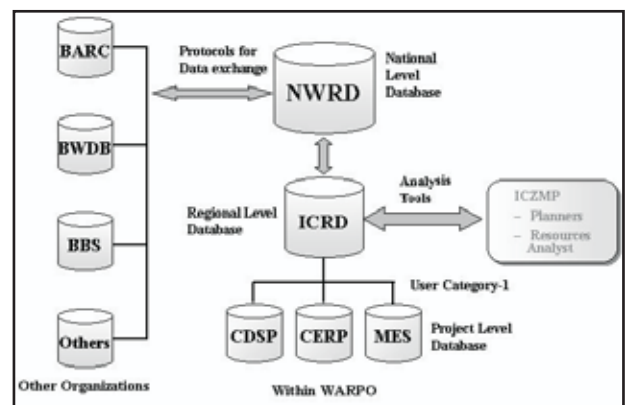 BARC
Protocols for
Data exchange
NWRD
National
Level
Database
BWDB
BBS
Others
Other Organizations
Regional Level
Database
ICRD
Analysis
Tools
ICZMP
– Planners
– Resources
Analyst
User Category-1
CDSP
CERP
MES
Project Level
Database
Within WARPO